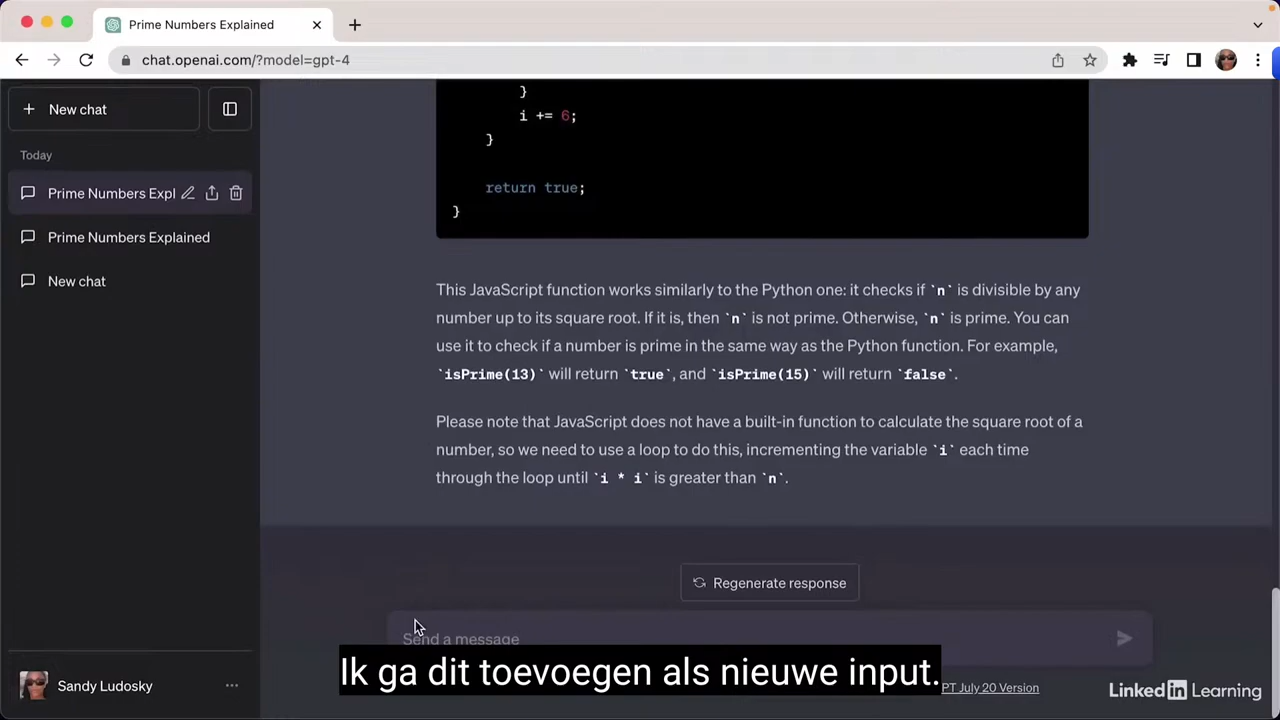 Prime Numbers Explained
chat.openai.com/?model=gpt-4
New chat
Today
Prime Numbers Expl
Prime Numbers Explained
New chat
Sandy Ludosky
}
i += 6;
}
return true;
}
This JavaScript function works similarly to the Python one: it checks if `n` is divisible by any
number up to its square root. If it is, then `n` is not prime. Otherwise, `n` is prime. You can
use it to check if a number is prime in the same way as the Python function. For example,
`isPrime(13)` will return `true`, and `isPrime(15)` will return `false`.
Please note that JavaScript does not have a built-in function to calculate the square root of a
number, so we need to use a loop to do this, incrementing the variable `i` each time
through the loop until `i * i` is greater than `n`.
Regenerate response
Send a message
Ik ga dit toevoegen als nieuwe input.
PT July 20 Version
Linked in Learning